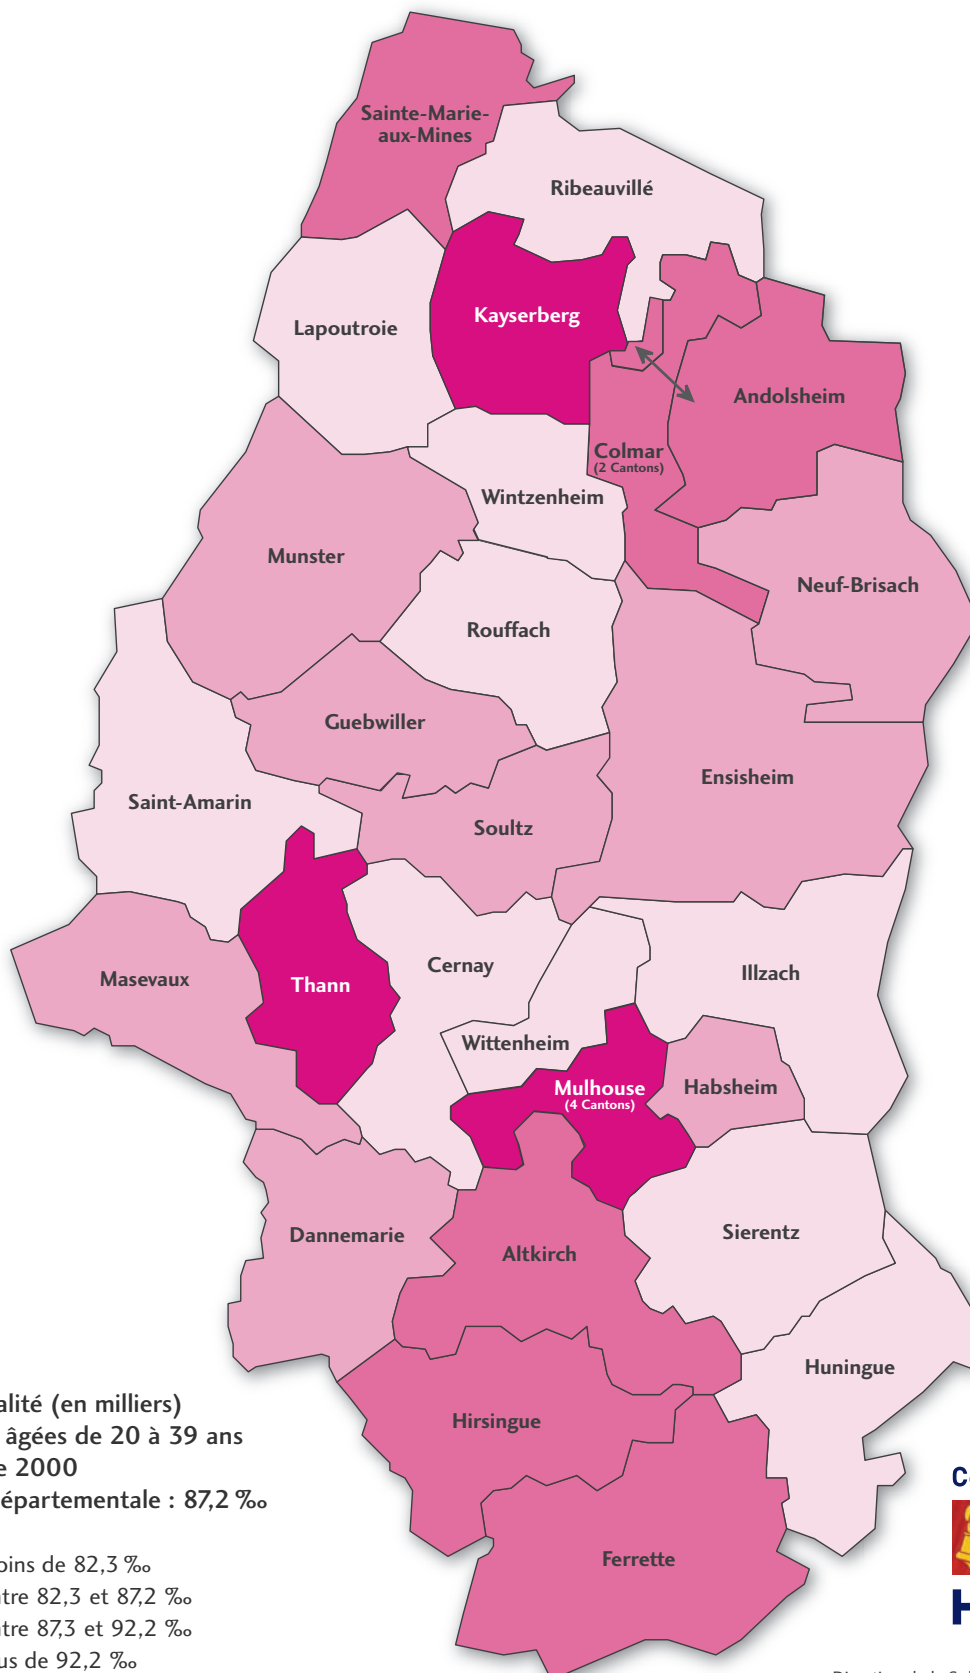 Sainte-Marie-
aux-Mines
Ribeauvillé
Kayserberg
Lapoutroie
Andolsheim
Colmar
(2 Cantons)
Wintzenheim
Munster
Neuf-Brisach
Rouffach
Guebwiller
Ensisheim
Saint-Amarin
Soultz
Cernay
Illzach
Masevaux
Thann
Wittenheim
Mulhouse
(4 Cantons)
Habsheim
Dannemarie
Sierentz
Altkirch
Huningue
Hirsingue
Ferrette
alité (en milliers)
âgées de 20 à 39 ans
e 2000
épartementale : 87,2 ‰
oins de 82,3 ‰
ntre 82,3 et 87,2 ‰
ntre 87,3 et 92,2 ‰
us de 92,2 ‰
C
H